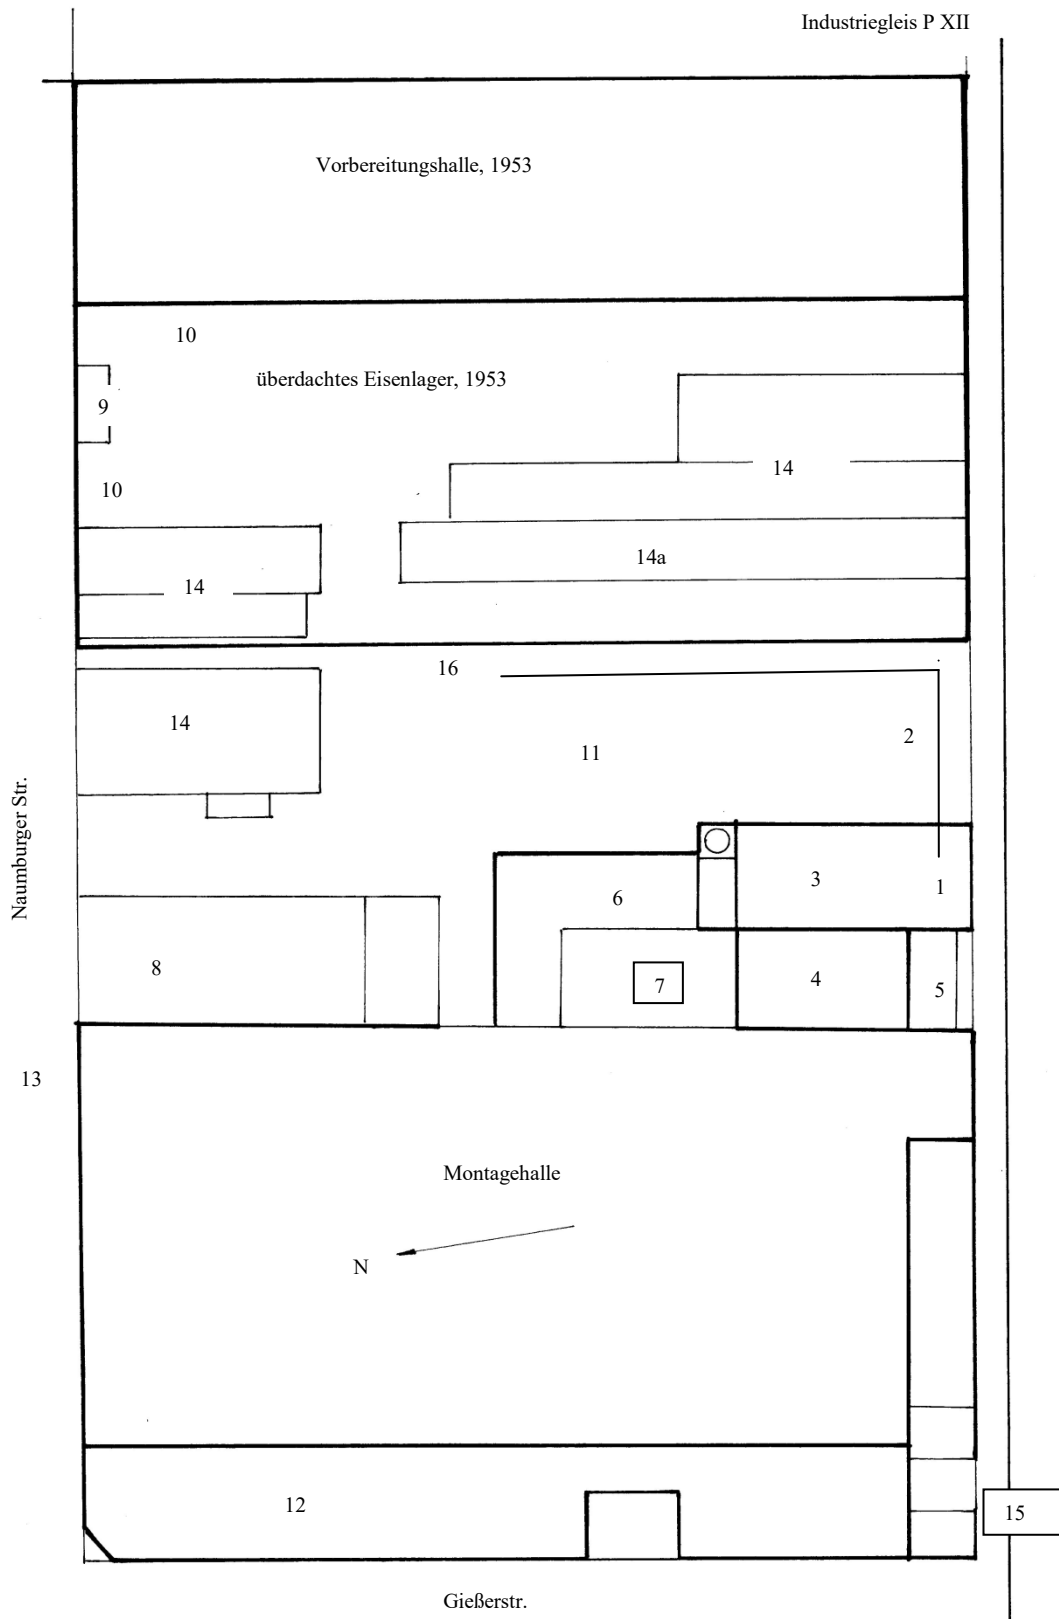 Industriegleis P XII
Vorbereitungshalle, 1953
10
überdachtes Eisenlager, 1953
9
14
10
14a
14
16
14
2
11
Naumburger Str.
3
1
6
8
4
7
5
13
Montagehalle
N
12
15
Gießerstr.